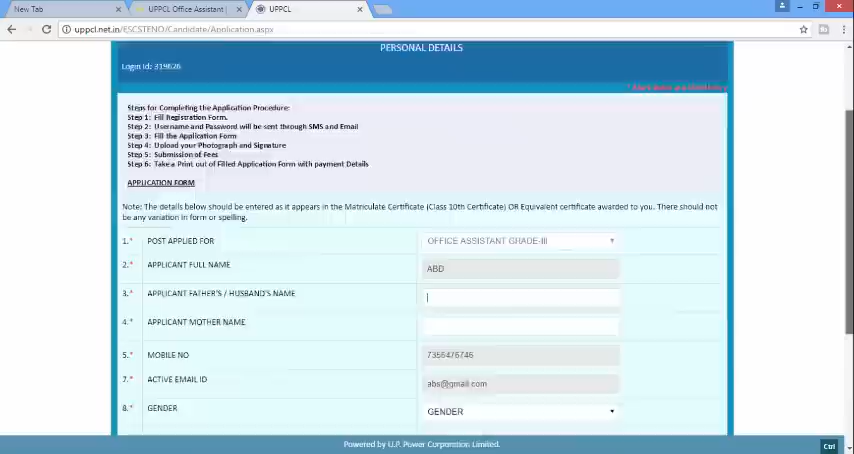 New Tab
UPPCL Office Assistant |
UPPCL
uppcl.net.in/ESCSTENO/Candidate/Application.aspx
PERSONAL DETAILS
Login Id: 319626
Steps for Completing the Application Procedure:
Step 1: Fill Registration Form.
Step 2: Username and Password will be sent through SMS and Email
Step 3: Fill the Application Form
Step 4: Upload your Photograph and Signature
Step 5: Submission of Fees
Step 6: Take a Print out of Filled Application Form with payment Details
APPLICATION FORM
Note: The details below should be entered as it appears in the Matriculate Certificate (Class 10th Certificate) OR Equivalent certificate awarded to you. There should not
be any variation in form or spelling.
1.* POST APPLIED FOR OFFICE ASSISTANT GRADE-III
2.* APPLICANT FULL NAME ABD
3.* APPLICANT FATHER'S / HUSBAND'S NAME
4.* APPLICANT MOTHER NAME
5.* MOBILE NO 7356476746
7.* ACTIVE EMAIL ID abs@gmail.com
8.* GENDER GENDER
Powered by U.P. Power Corporation Limited.
Ctrl